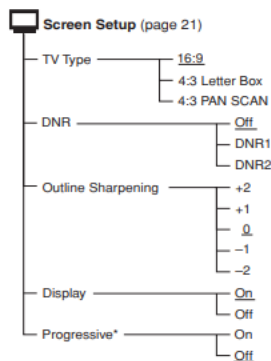 Screen Setup (page 21)
TV Type
16:9
4:3 Letter Box
4:3 PAN SCAN
DNR
Off
DNR1
DNR2
Outline Sharpening
+2
+1
0
–1
–2
Display
On
Off
Progressive*
On
Off